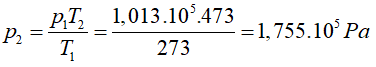 p₂ = p₁T₂ / T₁ = 1,013.10⁵.473 / 273 = 1,755.10⁵ Pa